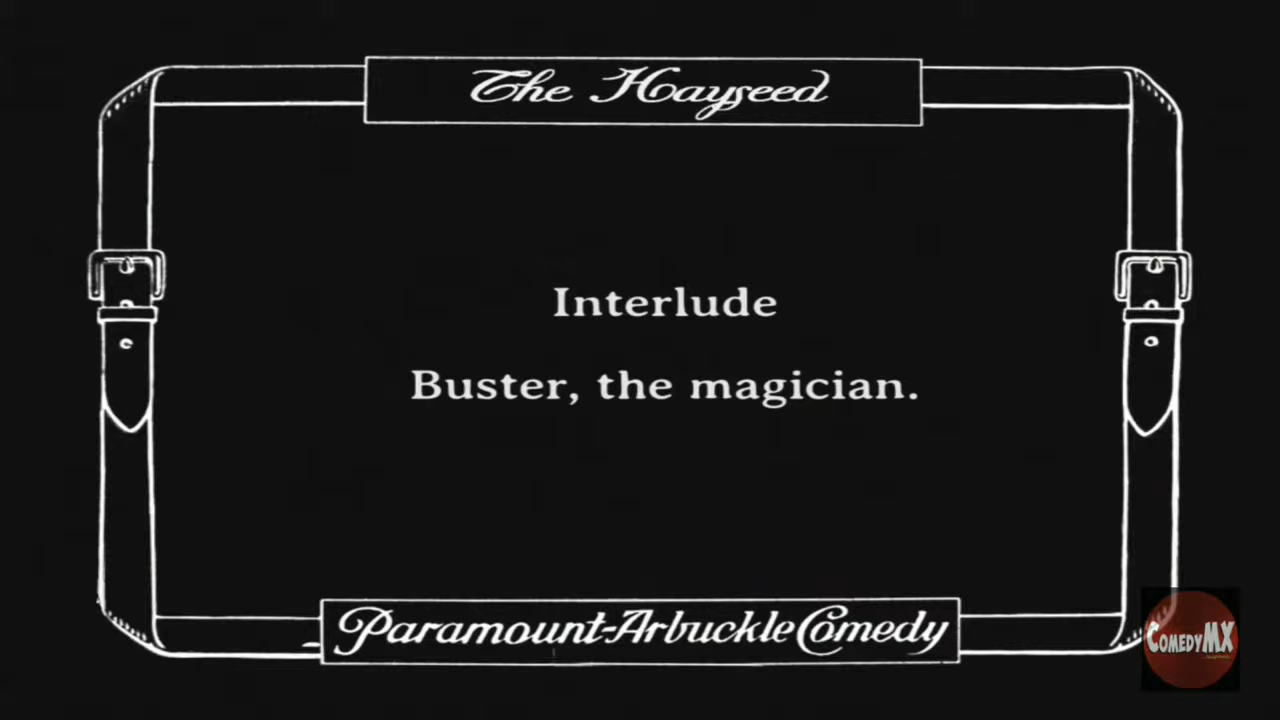 The Hayseed
Interlude
Buster, the magician.
Paramount-Arbuckle Comedy
ComedyMX